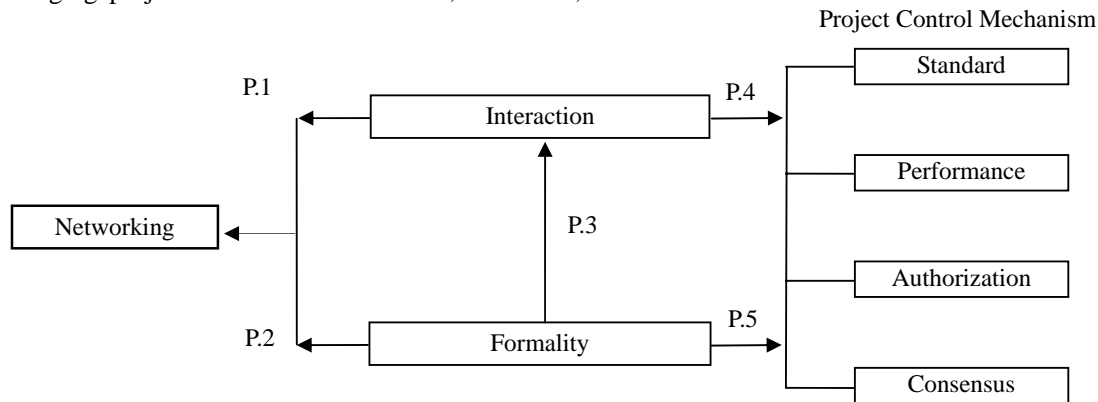 Project Control Mechanism
Standard
P.1
P.4
Interaction
Performance
Networking
P.3
Authorization
P.2
P.5
Formality
Consensus